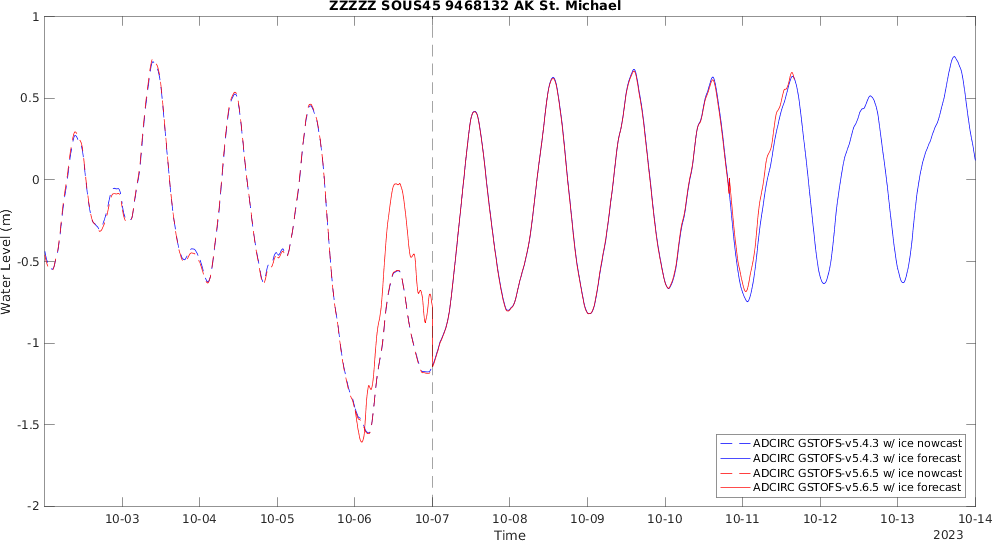 ZZZZZ SOUS45 9468132 AK St. Michael
1
0.5
0
-0.5
-1
-1.5
-2
Water Level (m)
ADCIRC GSTOFS-v5.4.3 w/ ice nowcast
ADCIRC GSTOFS-v5.4.3 w/ ice forecast
ADCIRC GSTOFS-v5.6.5 w/ ice nowcast
ADCIRC GSTOFS-v5.6.5 w/ ice forecast
10-03 10-04 10-05 10-06 10-07 10-08 10-09 10-10 10-11 10-12 10-13 10-14
Time
2023